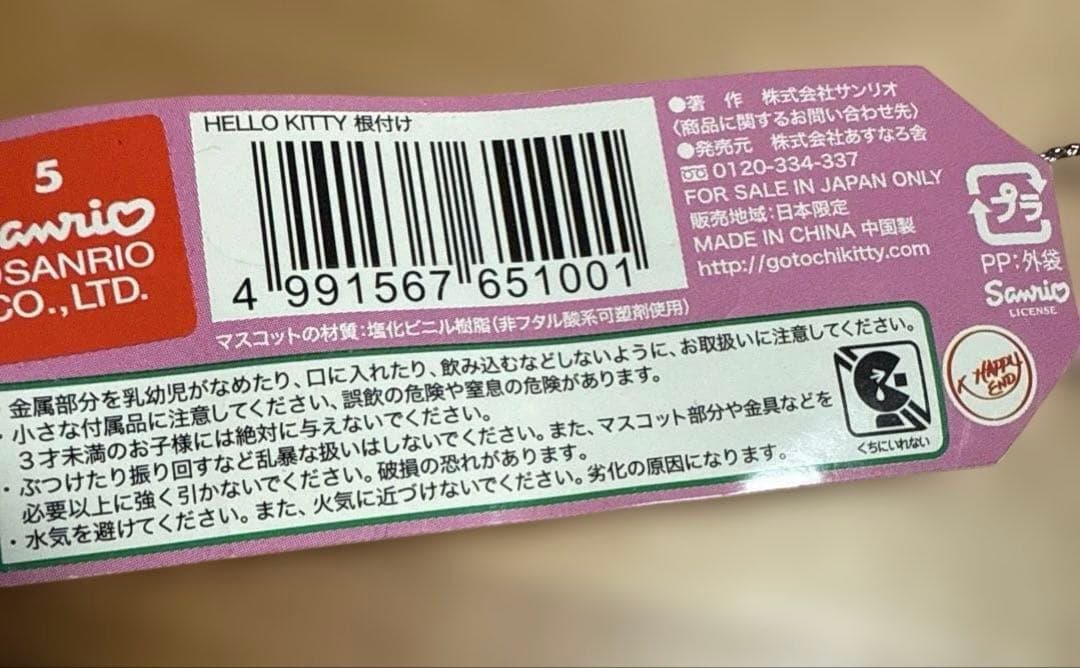 5
Sanrio
SANRIO
CO., LTD.
HELLO KITTY 根付け
4 991567 651001
マスコットの材質：塩化ビニル樹脂（非フタル酸系可塑剤使用）
●著 作 株式会社サンリオ
〈商品に関するお問い合わせ先〉
●発売元 株式会社あすなろ舎
0120-334-337
FOR SALE IN JAPAN ONLY
販売地域：日本限定
MADE IN CHINA 中国製
http://gotochikitty.com
プラ
PP：外袋
Sanrio
LICENSE
HAPPY
END
・金属部分を乳幼児がなめたり、口に入れたり、飲み込むなどしないように、お取扱いに注意してください。
・小さな付属品に注意してください、誤飲の危険や窒息の危険があります。
3才未満のお子様には絶対に与えないでください。
・ぶつけたり振り回すなど乱暴な扱いはしないでください。また、マスコット部分や金具などを
必要以上に強く引かないでください。破損の恐れがあります。
・水気を避けてください。また、火気に近づけないでください。劣化の原因になります。
くちにいれない